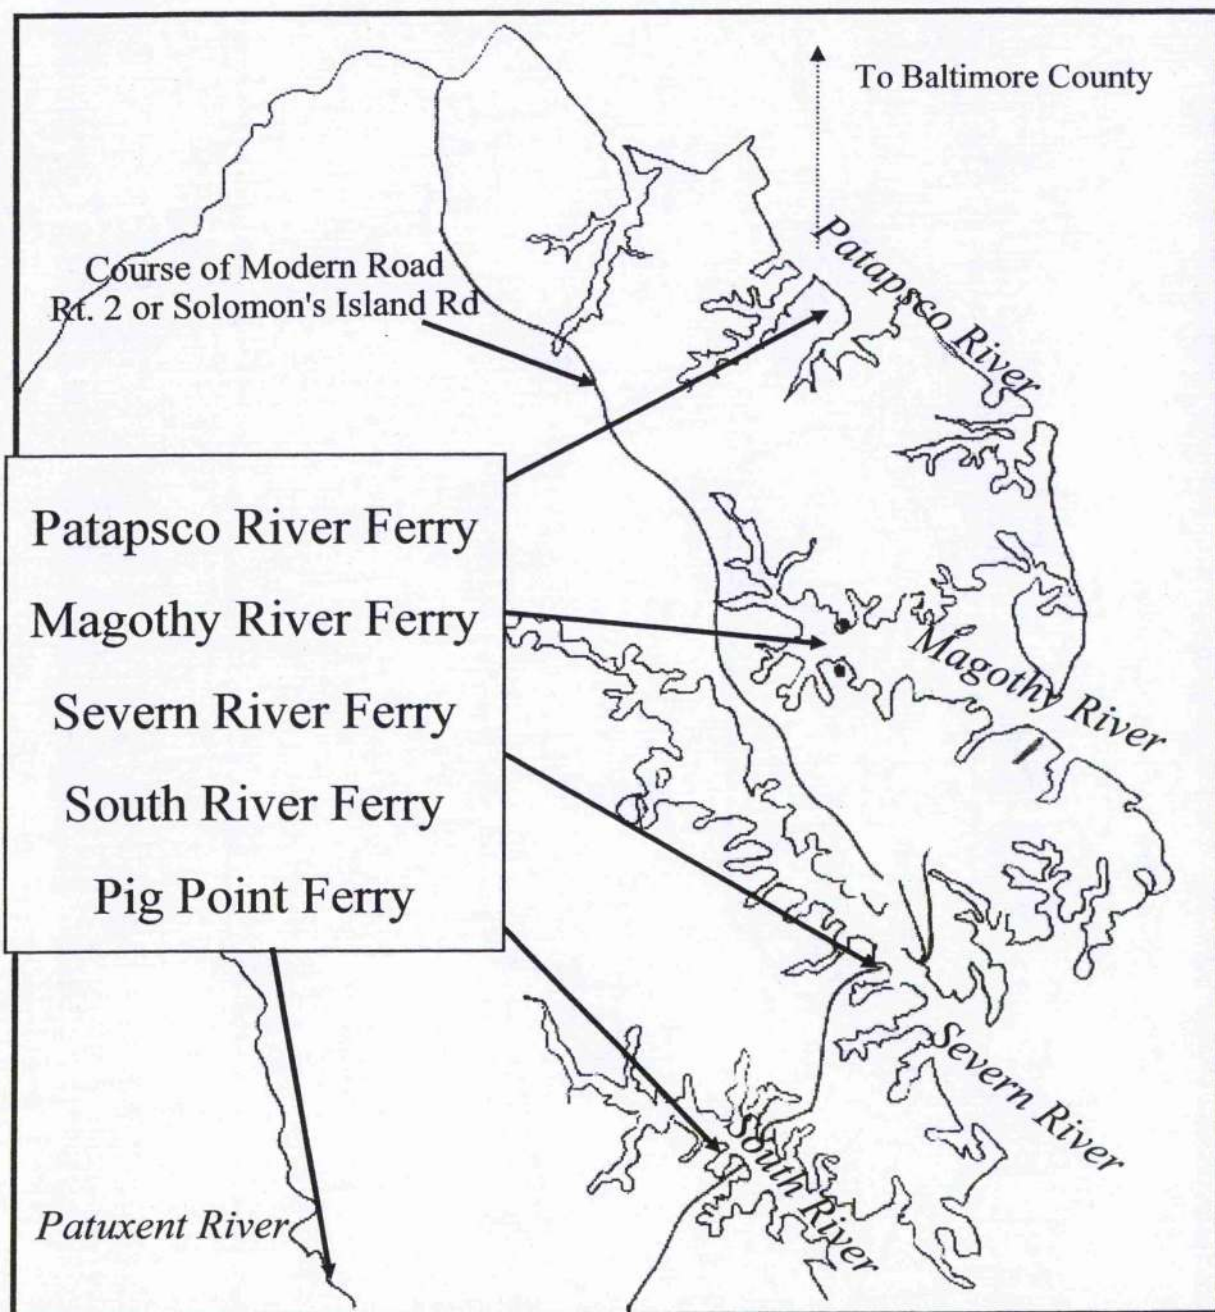 To Baltimore County
Patapsco River
Course of Modern Road
Rt. 2 or Solomon's Island Rd
Patapsco River Ferry
Magothy River Ferry
Severn River Ferry
South River Ferry
Pig Point Ferry
Magothy River
Severn River
South River
Patuxent River